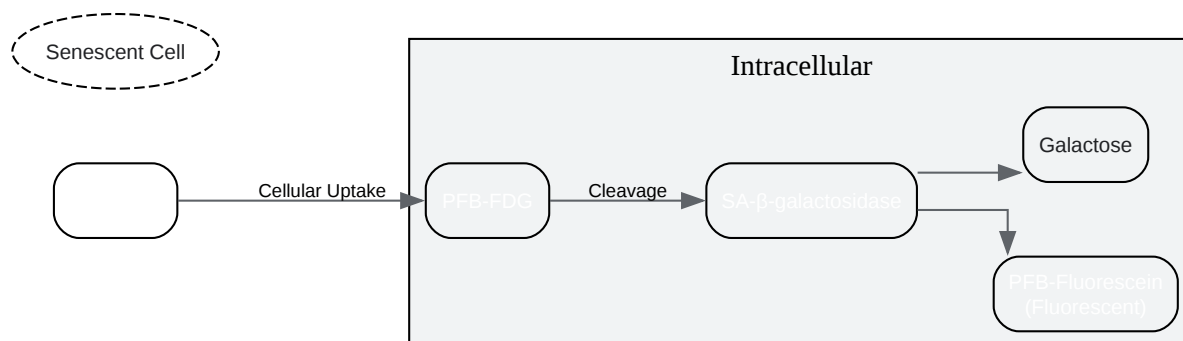 Senescent Cell
Intracellular
Galactose
Cellular Uptake
PFB-FDG
Cleavage
SA-β-galactosidase
PFB-Fluorescein
(Fluorescent)